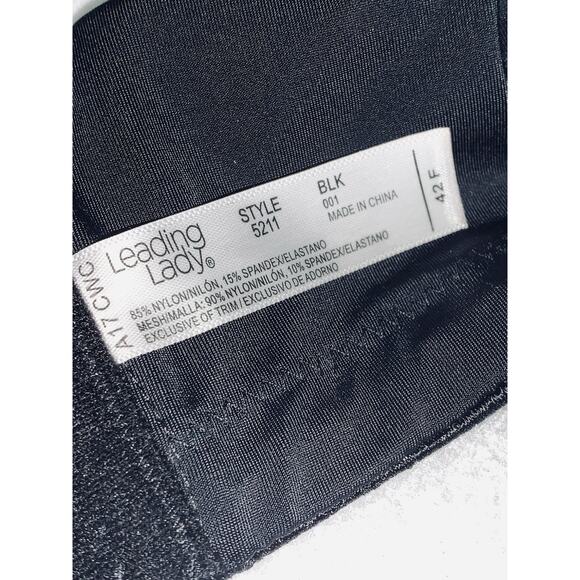 A17 CWC
Leading
Lady®
STYLE
5211
BLK
001
MADE IN CHINA
42 F
85% NYLON/NILÓN, 15% SPANDEX/ELASTANO
MESH/MALLA: 90% NYLON/NILÓN, 10% SPANDEX/ELASTANO
EXCLUSIVE OF TRIM / EXCLUSIVO DE ADORNO